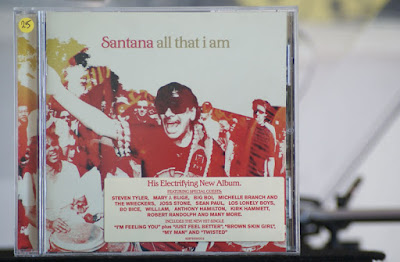 25
Santana all that i am
His Electrifying New Album.
FEATURING SPECIAL GUESTS:
STEVEN TYLER, MARY J. BLIGE, BIG BOI, MICHELLE BRANCH AND
THE WRECKERS, JOSS STONE, SEAN PAUL, LOS LONELY BOYS,
BO BICE, WILL.I.AM, ANTHONY HAMILTON, KIRK HAMMETT,
ROBERT RANDOLPH AND MANY MORE.
INCLUDES THE NEW HIT SINGLE
"I'M FEELING YOU" plus "JUST FEEL BETTER", "BROWN SKIN GIRL",
"MY MAN" AND "TWISTED"